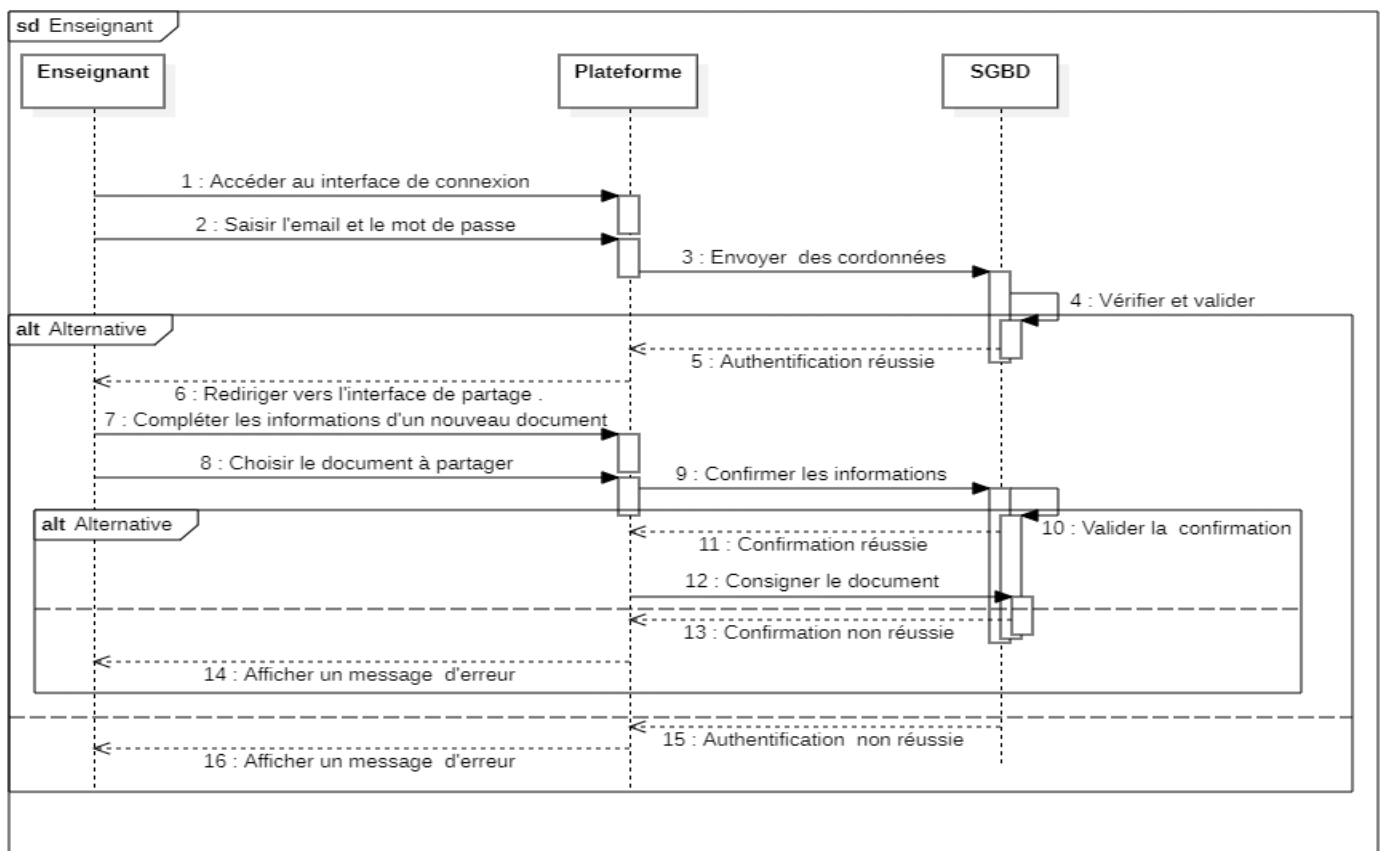 sd Enseignant
Enseignant
Plateforme
SGBD
1 : Accéder au interface de connexion
2 : Saisir l'email et le mot de passe
3 : Envoyer  des cordonnées
4 : Vérifier et valider
alt Alternative
5 : Authentification réussie
6 : Rediriger vers l'interface de partage .
7 : Compléter les informations d'un nouveau document
8 : Choisir le document à partager
9 : Confirmer les informations
alt Alternative
10 : Valider la  confirmation
11 : Confirmation réussie
12 : Consigner le document
13 : Confirmation non réussie
14 : Afficher un message  d'erreur
15 : Authentification  non réussie
16 : Afficher un message  d'erreur